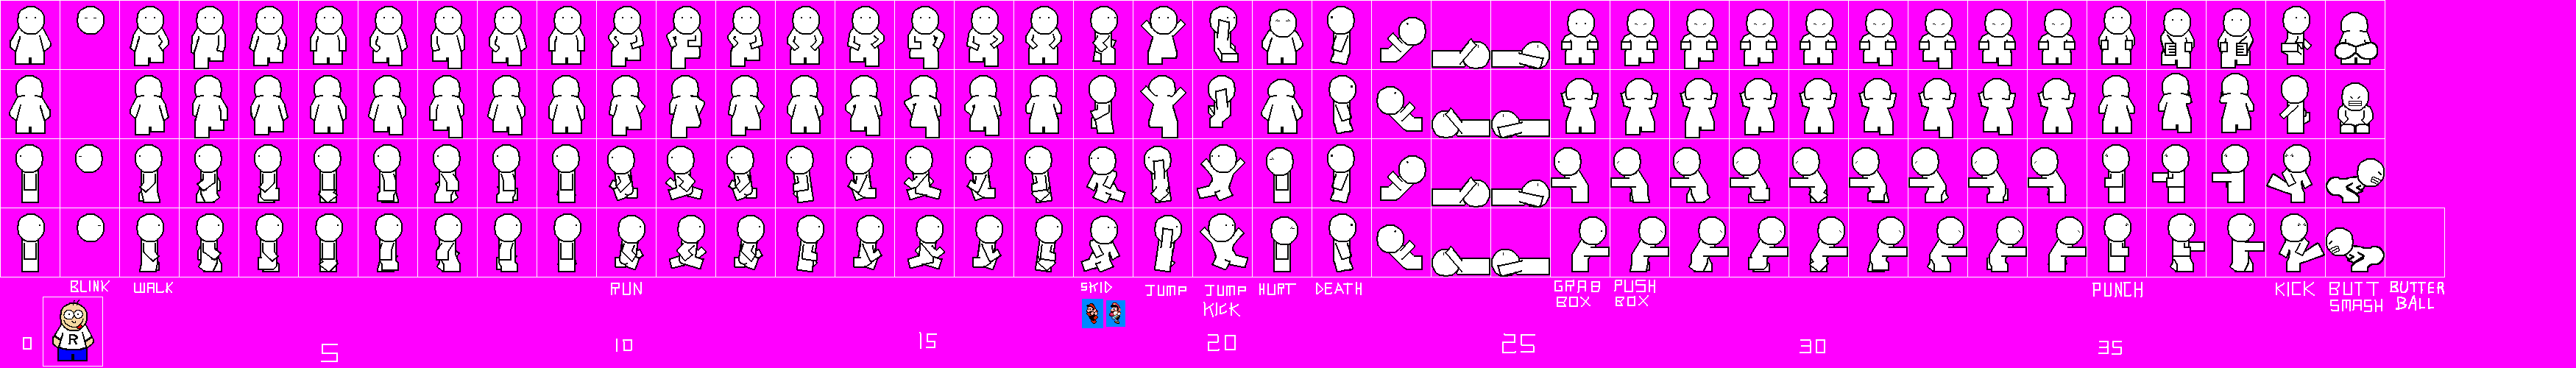 BLINK WALK RUN SKID JUMP JUMP KICK HURT DEATH GRAB BOX PUSH BOX PUNCH KICK BUTT SMASH BUTTER BALL
R
0 5 10 15 20 25 30 35